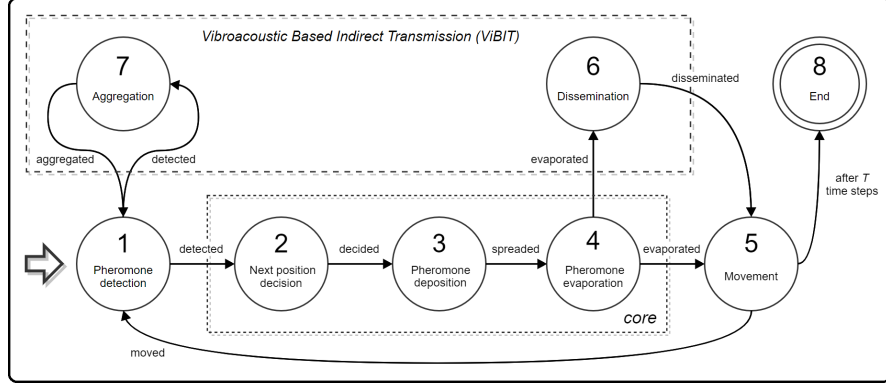 Vibroacoustic Based Indirect Transmission (ViBIT)
7
Aggregation
6
Dissemination
disseminated
8
End
aggregated
detected
evaporated
after T
time steps
1
Pheromone
detection
detected
2
Next position
decision
decided
3
Pheromone
deposition
spreaded
4
Pheromone
evaporation
evaporated
5
Movement
core
moved